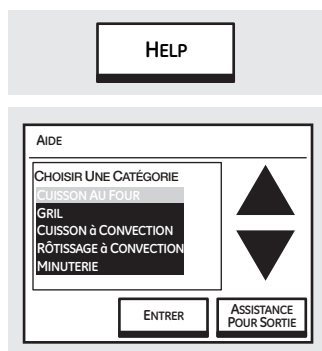 HELP
AIDE
CHOISIR UNE CATÉGORIE
CUISSON AU FOUR
GRIL
CUISSON à CONVECTION
RÔTISSAGE à CONVECTION
MINUTERIE
ENTRER
ASSISTANCE
POUR SORTIE